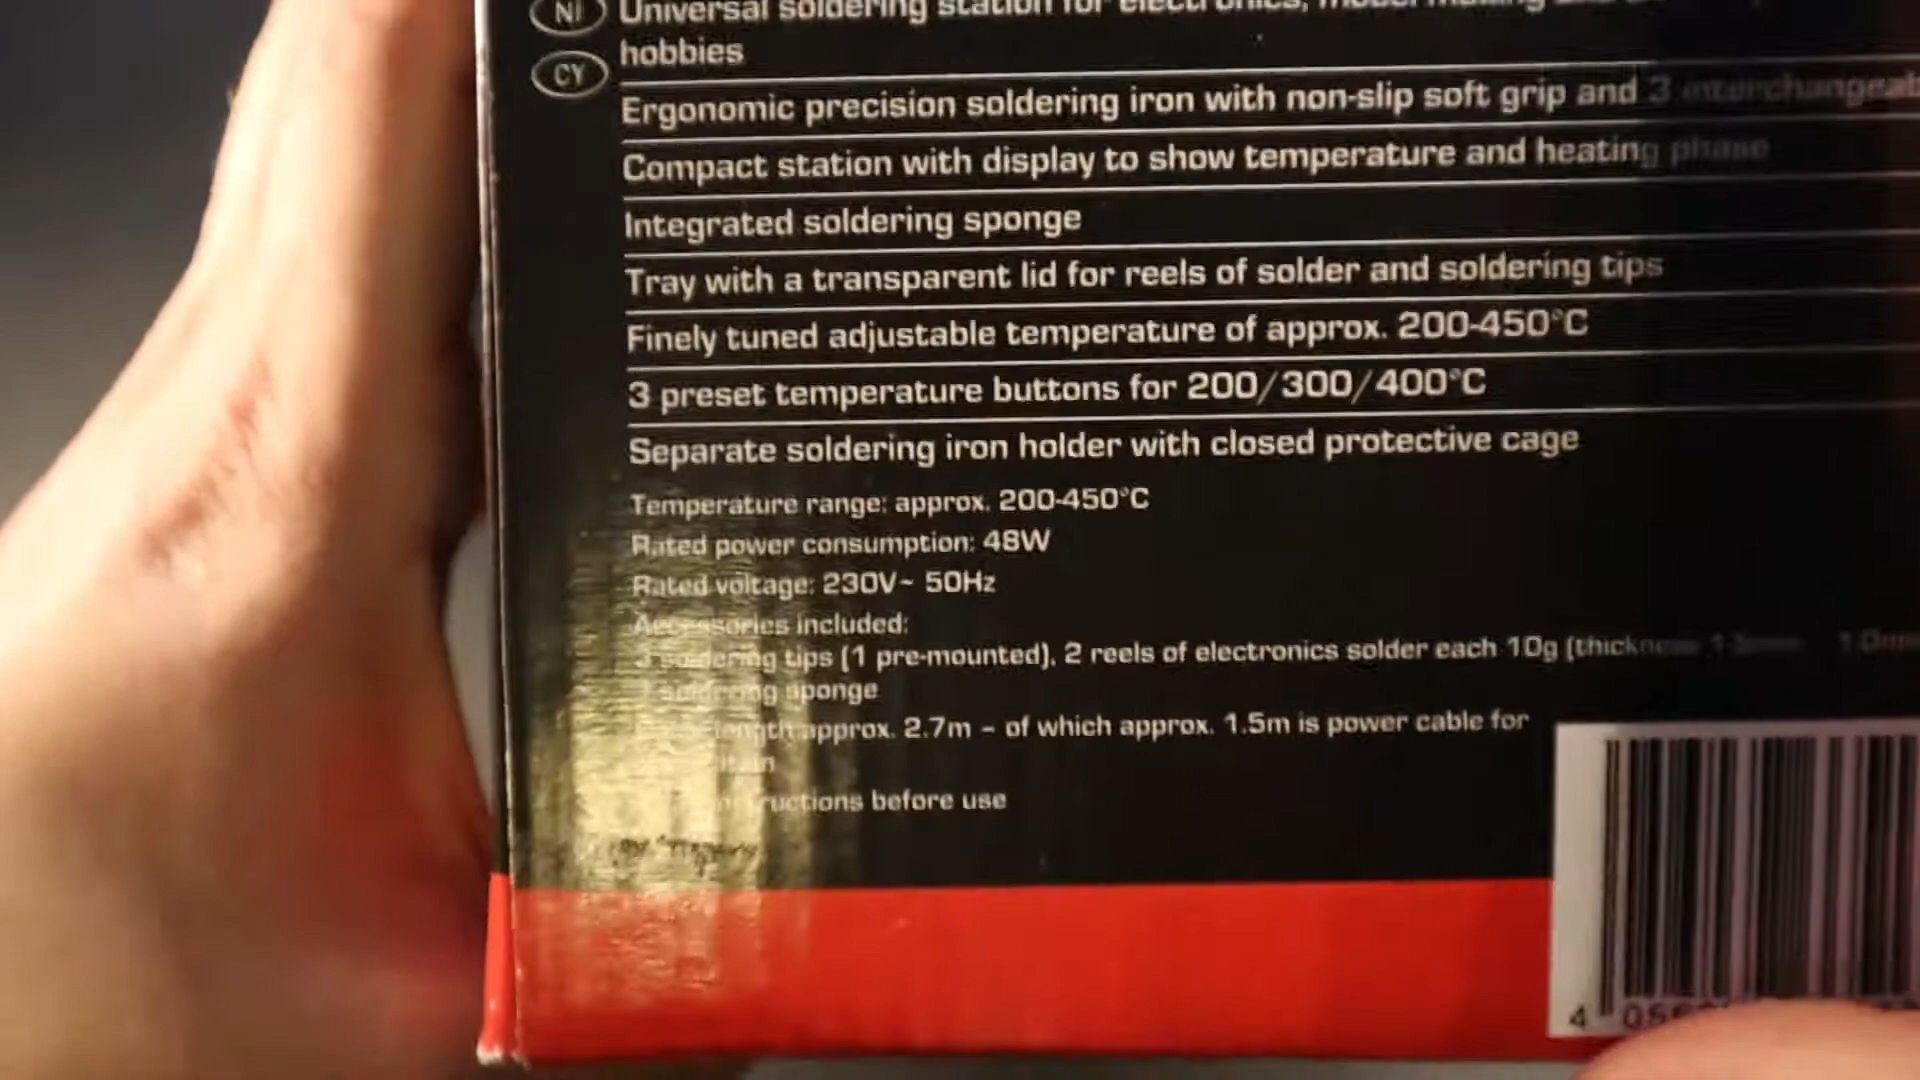 NI
Universal soldering station for electronics, model making
CY
hobbies
Ergonomic precision soldering iron with non-slip soft grip and 3 interchangeab
Compact station with display to show temperature and heating phase
Integrated soldering sponge
Tray with a transparent lid for reels of solder and soldering tips
Finely tuned adjustable temperature of approx. 200-450°C
3 preset temperature buttons for 200/300/400°C
Separate soldering iron holder with closed protective cage
Temperature range: approx. 200-450°C
Rated power consumption: 48W
Rated voltage: 230V~ 50Hz
Accessories included:
3 soldering tips (1 pre-mounted), 2 reels of electronics solder each 10g (thickness
soldering sponge
length approx. 2.7m – of which approx. 1.5m is power cable for
before use
4